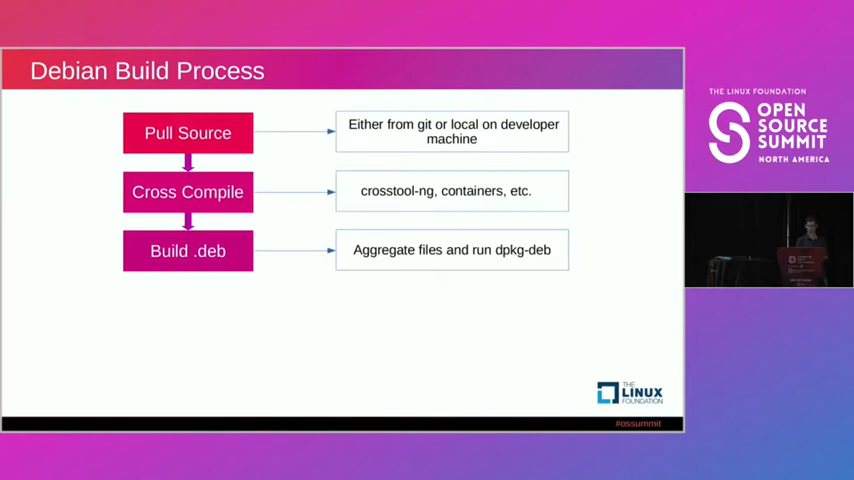 Debian Build Process
Pull Source
Either from git or local on developer
machine
Cross Compile
crosstool-ng, containers, etc.
Build .deb
Aggregate files and run dpkg-deb
THE
LINUX
FOUNDATION
#ossummit
THE LINUX FOUNDATION
OPEN
SOURCE
SUMMIT
NORTH AMERICA